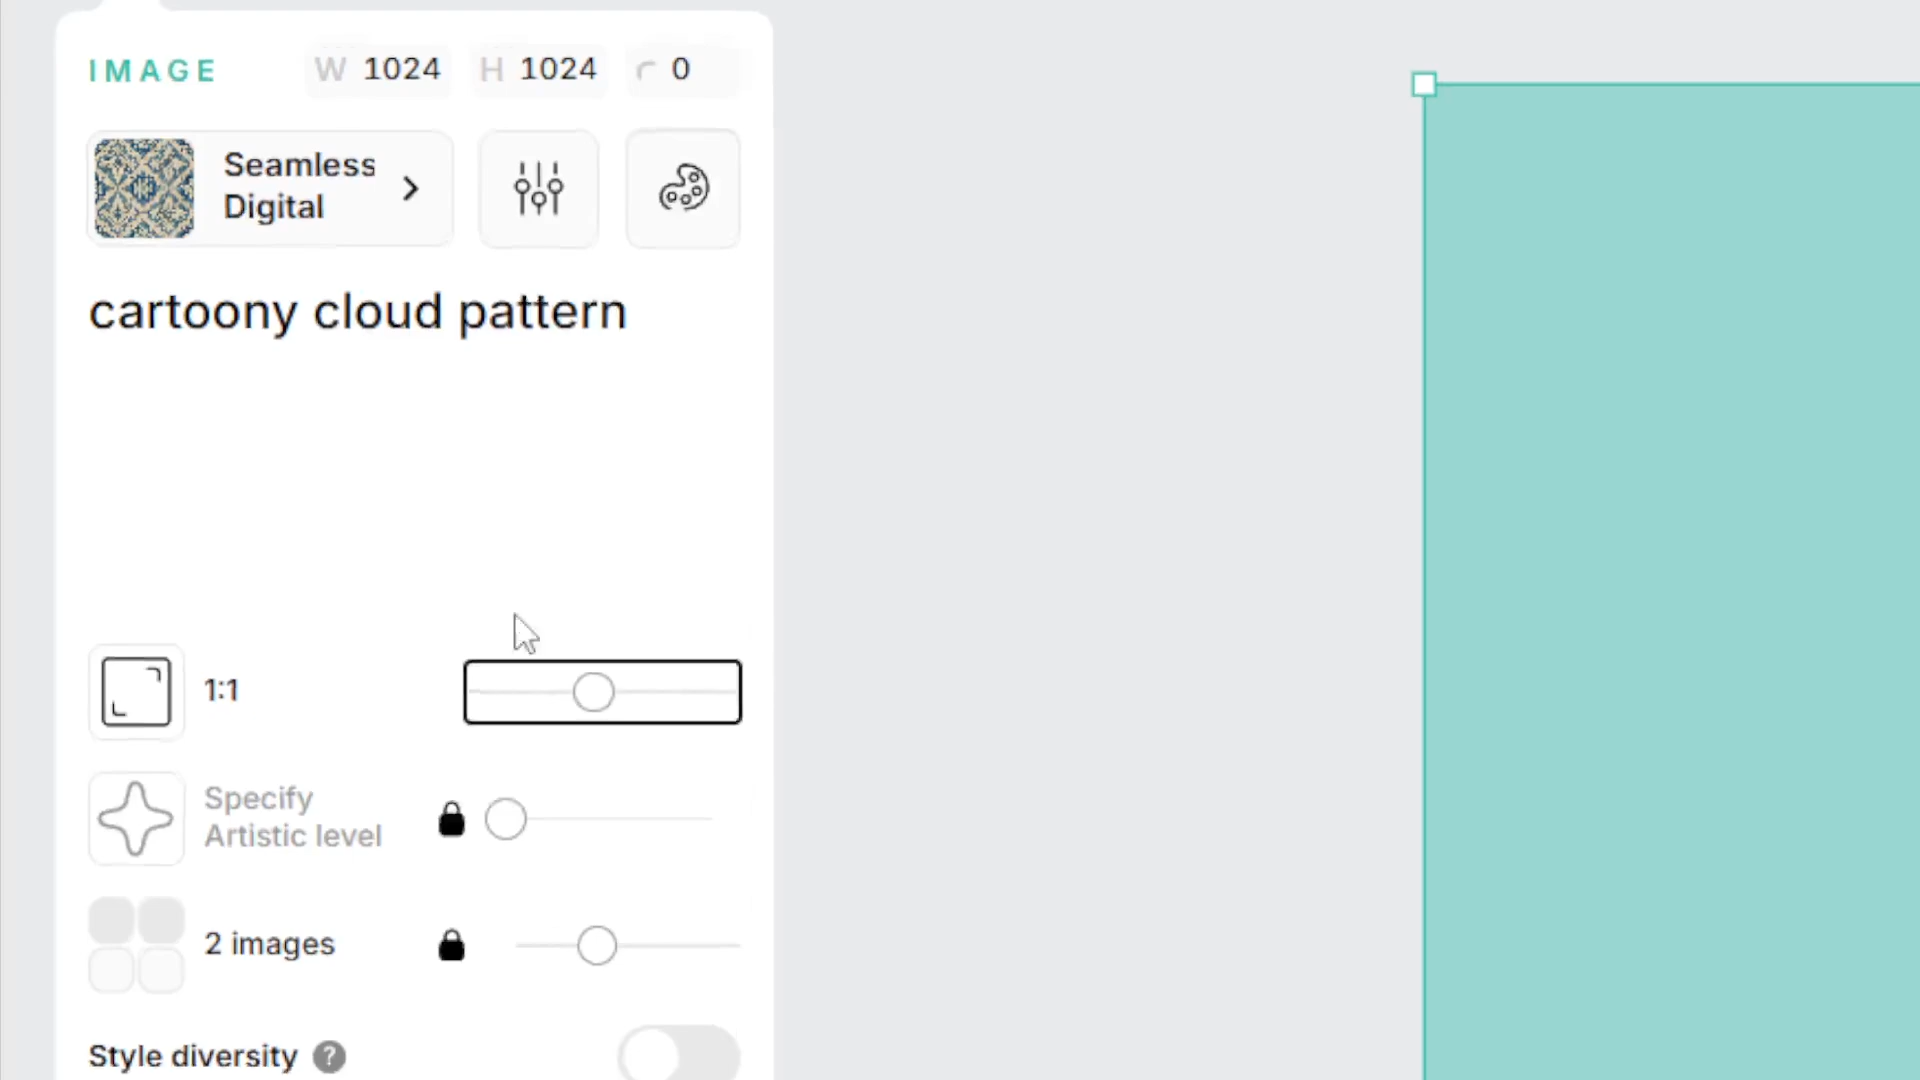 IMAGE W 1024 H 1024 0
Seamless
Digital
cartoony cloud pattern
1:1
Specify
Artistic level
2 images
Style diversity ?